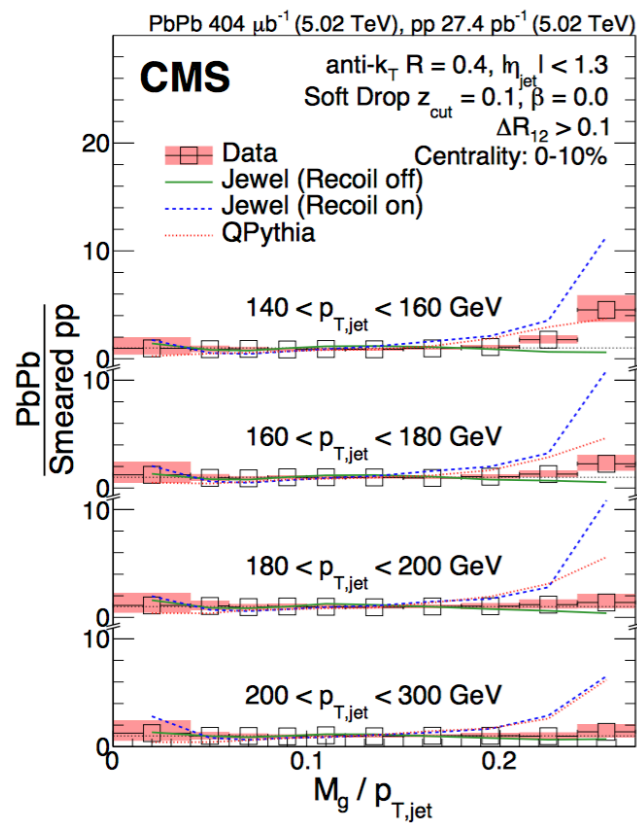 PbPb 404 μb⁻¹ (5.02 TeV), pp 27.4 pb⁻¹ (5.02 TeV)
CMS
anti-k_T R = 0.4, |η_jet| < 1.3
Soft Drop z_cut = 0.1, β = 0.0
ΔR₁₂ > 0.1
Centrality: 0-10%
Data
Jewel (Recoil off)
Jewel (Recoil on)
QPythia
20
10
140 < p_T,jet < 160 GeV
0
10
160 < p_T,jet < 180 GeV
0
10
180 < p_T,jet < 200 GeV
0
10
200 < p_T,jet < 300 GeV
0
PbPb
Smeared pp
0 0.1 0.2
M_g / p_T,jet